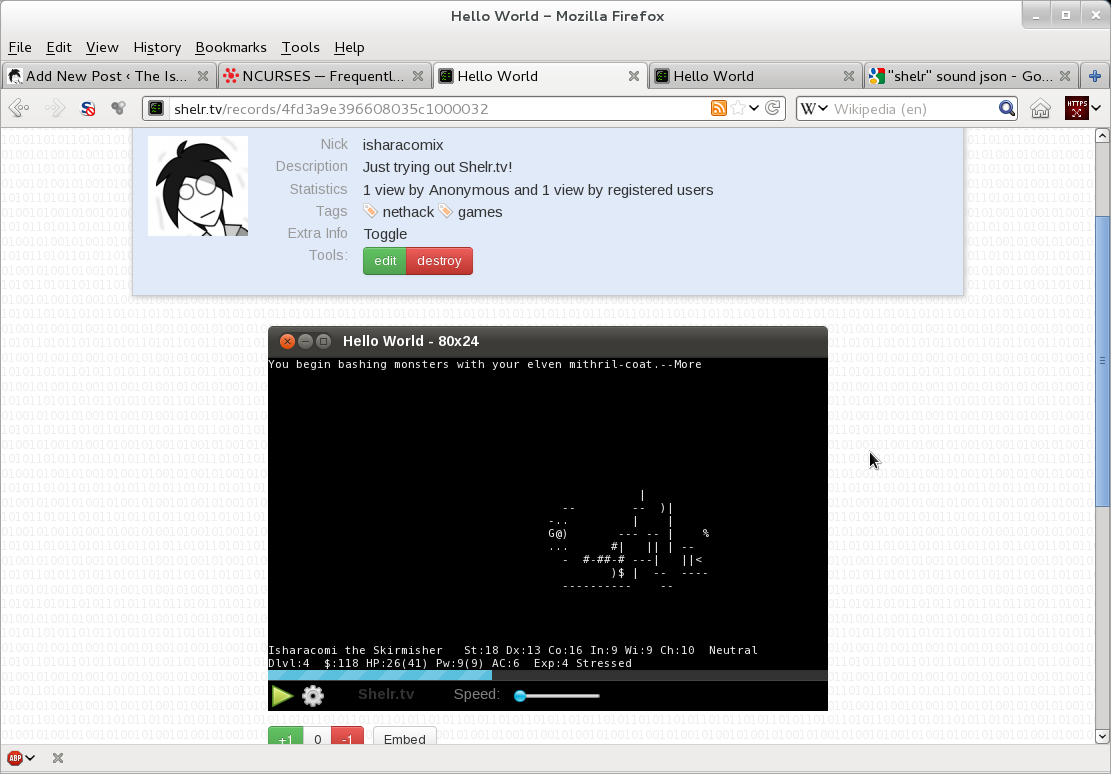 Hello World - Mozilla Firefox
File Edit View History Bookmarks Tools Help
Add New Post ‹ The Is... NCURSES — Frequentl... Hello World Hello World "shelr" sound json - Go...
shelr.tv/records/4fd3a9e396608035c1000032 W Wikipedia (en) HTTPS
Nick isharacomix
Description Just trying out Shelr.tv!
Statistics 1 view by Anonymous and 1 view by registered users
Tags nethack games
Extra Info Toggle
Tools: edit destroy
Hello World - 80x24
You begin bashing monsters with your elven mithril-coat.--More
|
-- -- )|
-.. | |
G@) --- -- | %
... #| || | --
- #-##-# ---| ||<
)$ | -- ----
---------- --
Isharacomi the Skirmisher St:18 Dx:13 Co:16 In:9 Wi:9 Ch:10 Neutral
Dlvl:4 $:118 HP:26(41) Pw:9(9) AC:6 Exp:4 Stressed
Shelr.tv Speed:
+1 0 -1 Embed
ABP